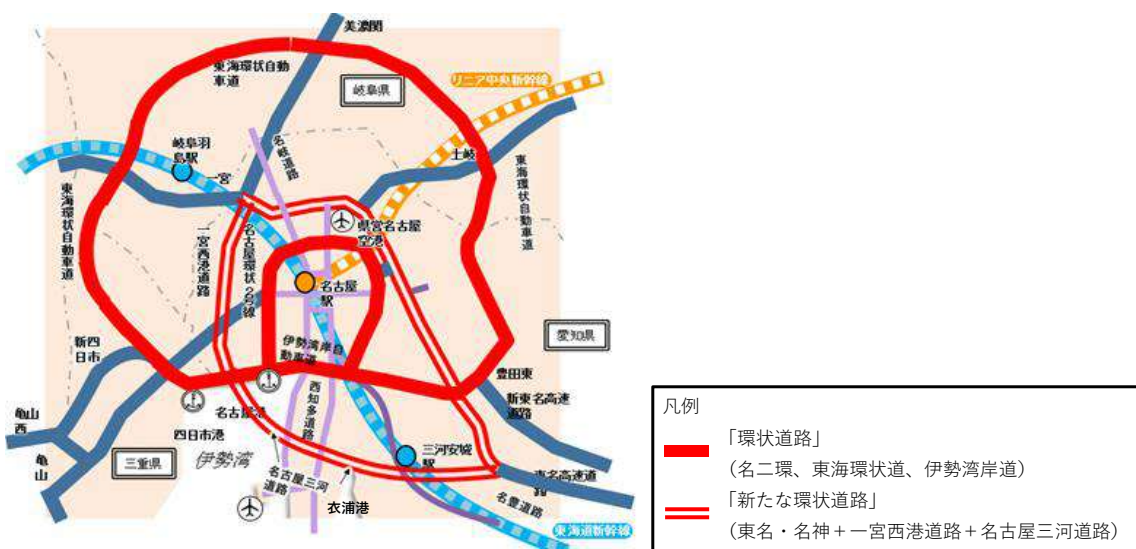 美濃関
東海環状自動
車道
岐阜県
リニア中央新幹線
岐阜羽
島駅
名岐道路
土岐
一宮
東海環状自動車道
東海環状自動車道
県営名古屋
空港
一宮西港道路
名古屋環状2号線
名古屋
駅
愛知県
伊勢湾岸自
動車道
新四
日市
豊田東
新東名高速
道路
西知多道路
名古屋港
亀山
西
四日市港
三河安城
駅
亀
山
三重県
伊勢湾
名古屋三河
道路
東名高速道
路
衣浦港
名豊道路
東海道新幹線
凡例
「環状道路」
(名二環、東海環状道、伊勢湾岸道)
「新たな環状道路」
(東名・名神+一宮西港道路+名古屋三河道路)